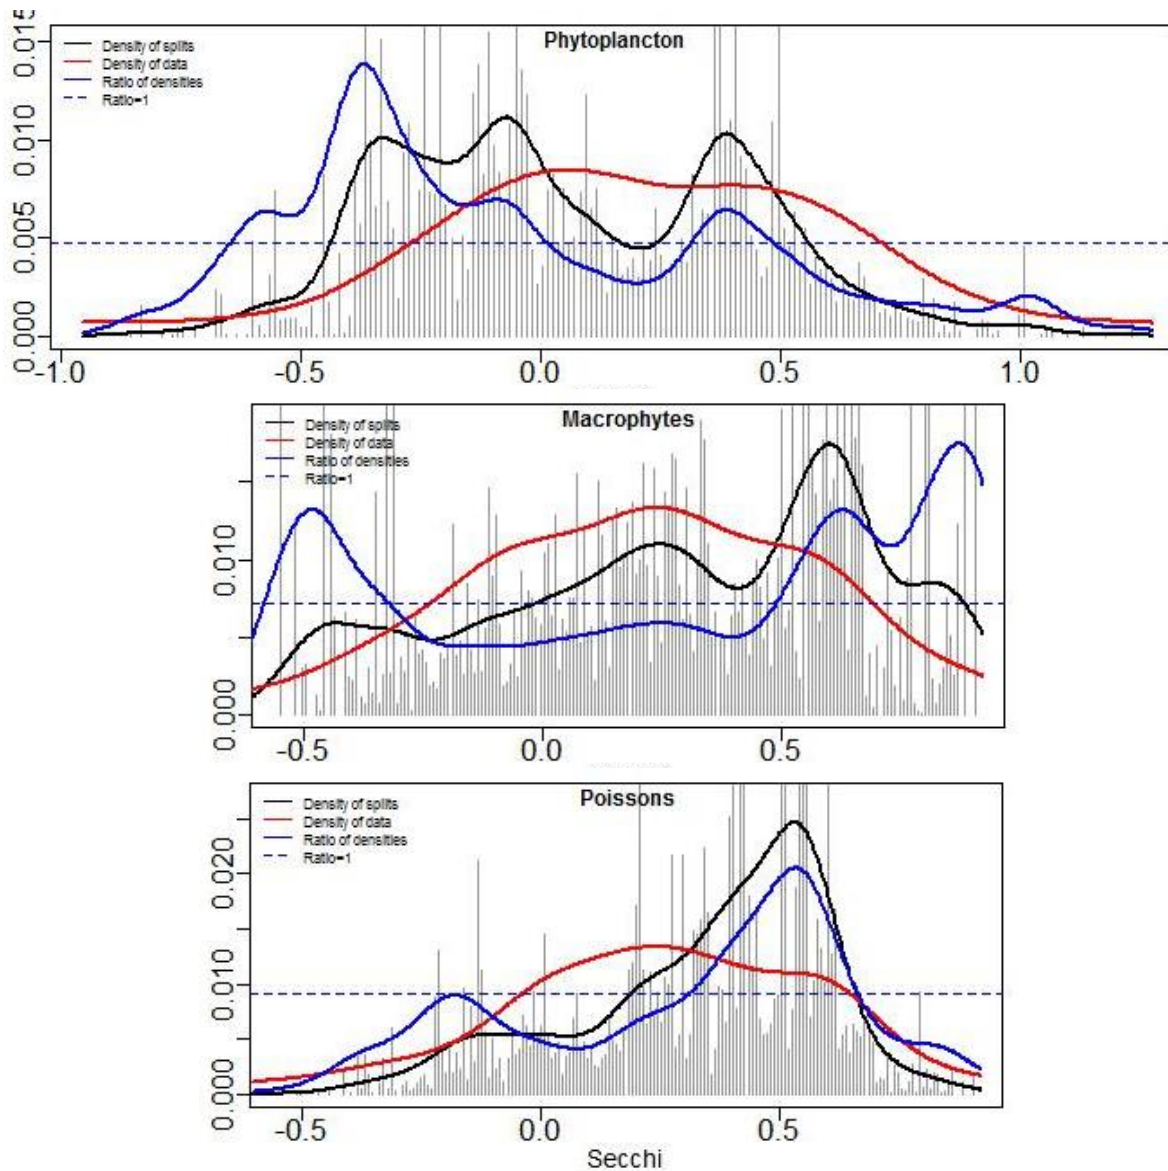 Phytoplancton
Density of splits
Density of data
Ratio of densities
Ratio=1
0.015
0.010
0.005
0.000
-1.0 -0.5 0.0 0.5 1.0
Macrophytes
Density of splits
Density of data
Ratio of densities
Ratio=1
0.010
0.000
-0.5 0.0 0.5
Poissons
Density of splits
Density of data
Ratio of densities
Ratio=1
0.020
0.010
0.000
-0.5 0.0 0.5
Secchi